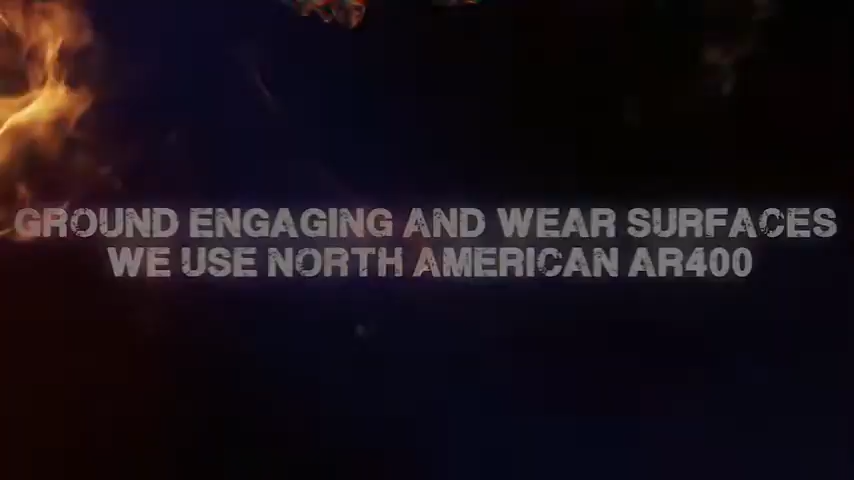 GROUND ENGAGING AND WEAR SURFACES
WE USE NORTH AMERICAN AR400